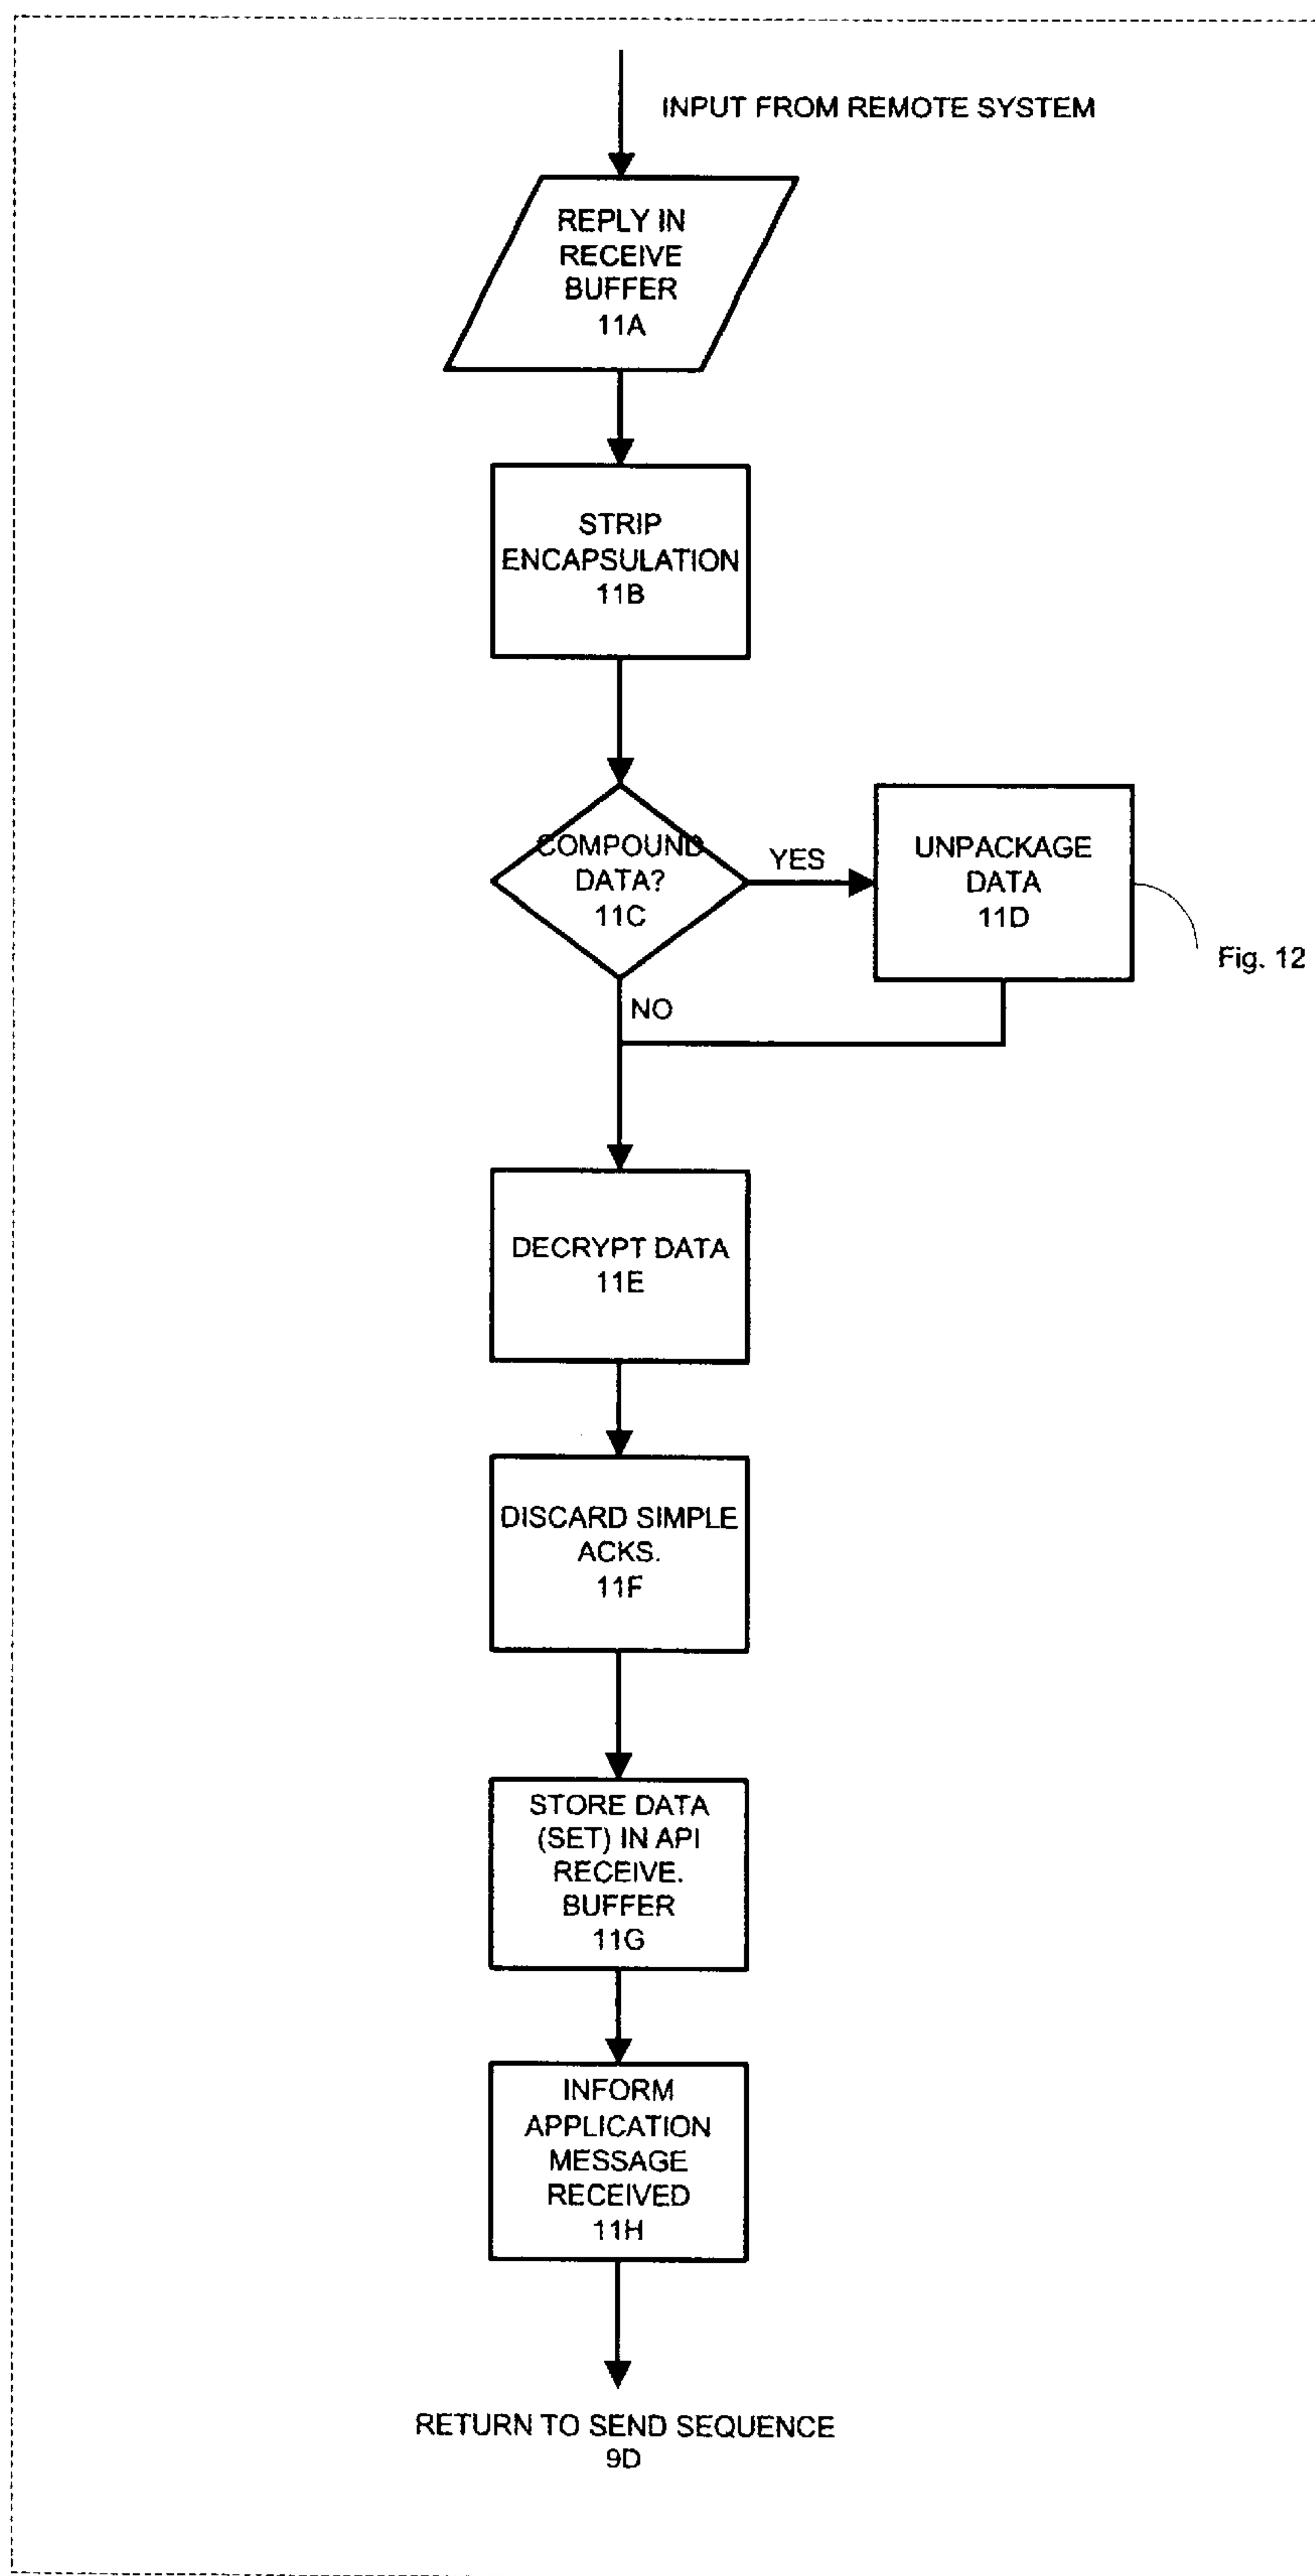 INPUT FROM REMOTE SYSTEM
REPLY IN
RECEIVE
BUFFER
11A
STRIP
ENCAPSULATION
11B
COMPOUND
DATA?
11C
YES
UNPACKAGE
DATA
11D
Fig. 12
NO
DECRYPT DATA
11E
DISCARD SIMPLE
ACKS.
11F
STORE DATA
(SET) IN API
RECEIVE.
BUFFER
11G
INFORM
APPLICATION
MESSAGE
RECEIVED
11H
RETURN TO SEND SEQUENCE
9D